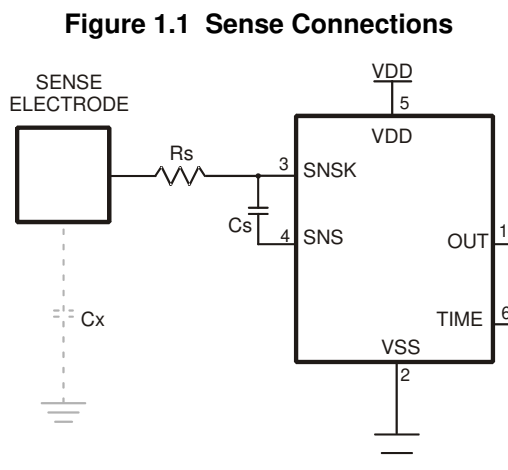 Figure 1.1 Sense Connections
SENSE
ELECTRODE
Rs
Cs
Cx
VDD
5
VDD
3
SNSK
4
SNS
OUT
1
TIME
6
VSS
2